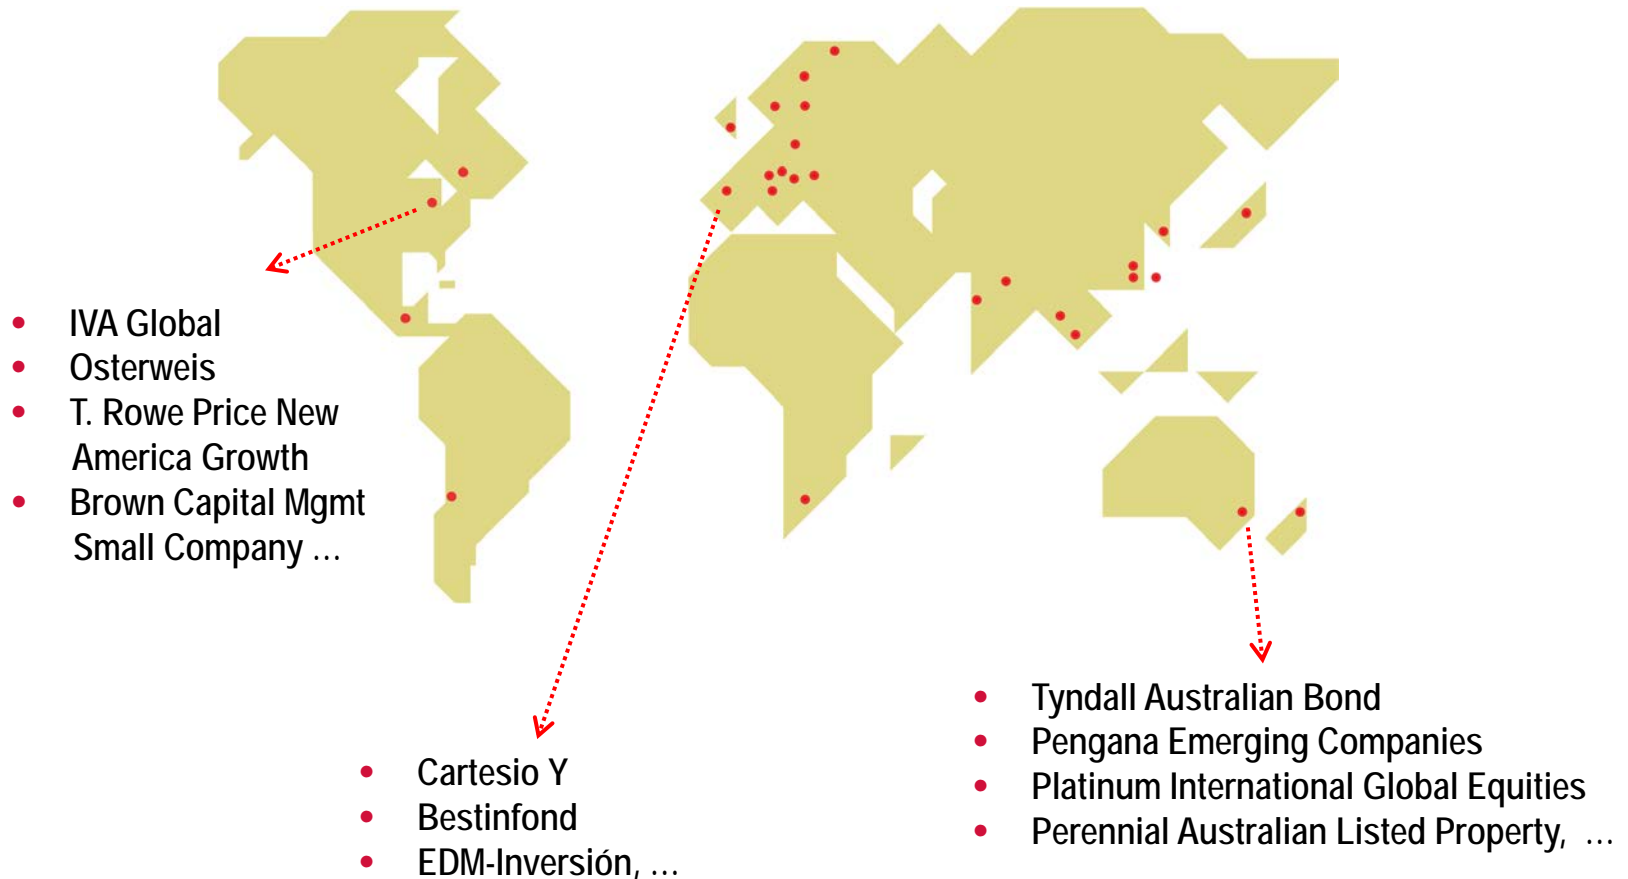 • IVA Global
• Osterweis
• T. Rowe Price New
America Growth
• Brown Capital Mgmt
Small Company ...
• Cartesio Y
• Bestinfond
• EDM-Inversión, ...
• Tyndall Australian Bond
• Pengana Emerging Companies
• Platinum International Global Equities
• Perennial Australian Listed Property, ...